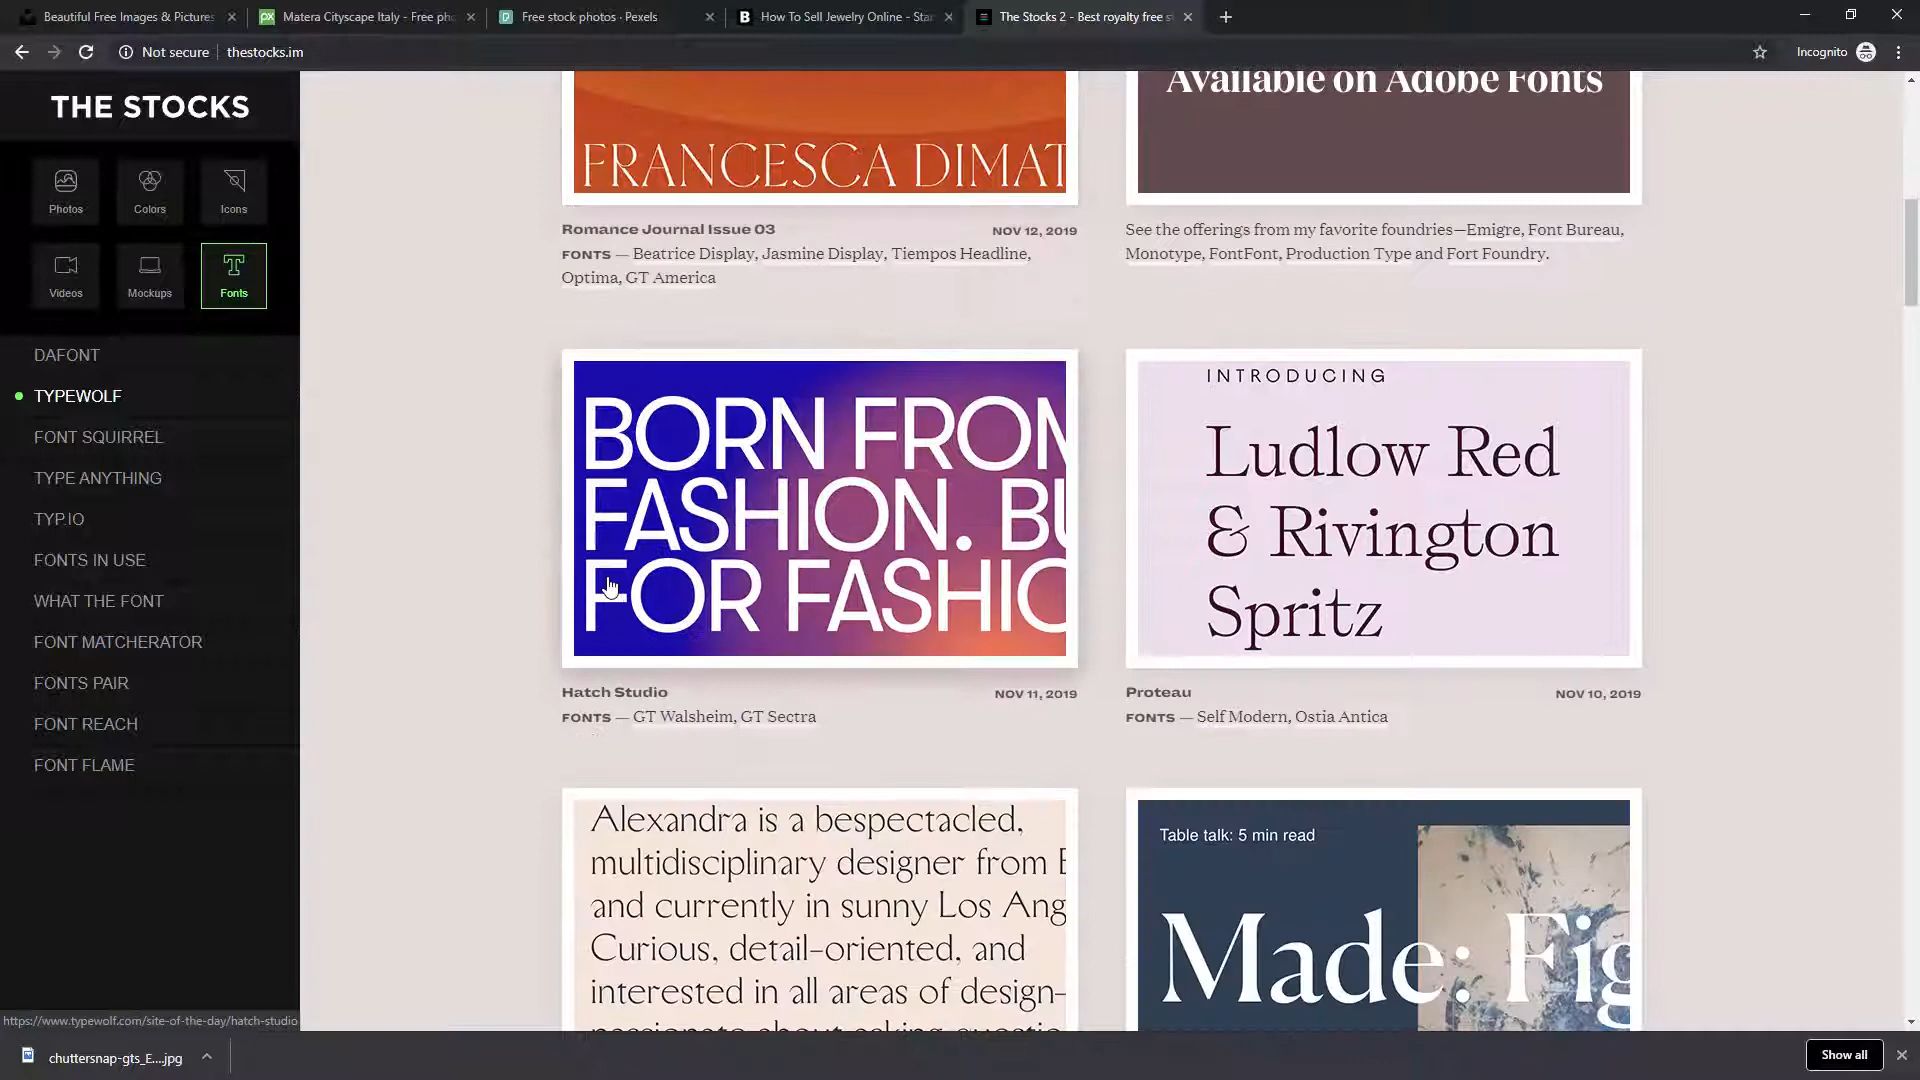 Beautiful Free Images & Pictures
Matera Cityscape Italy - Free pho
Free stock photos · Pexels
How To Sell Jewelry Online - Star
The Stocks 2 - Best royalty free s
Not secure
thestocks.im
Incognito
THE STOCKS
Photos
Colors
Icons
Videos
Mockups
Fonts
DAFONT
TYPEWOLF
FONT SQUIRREL
TYPE ANYTHING
TYP.IO
FONTS IN USE
WHAT THE FONT
FONT MATCHERATOR
FONTS PAIR
FONT REACH
FONT FLAME
FRANCESCA DIMAT
Romance Journal Issue 03
NOV 12, 2019
FONTS — Beatrice Display, Jasmine Display, Tiempos Headline,
Optima, GT America
Available on Adobe Fonts
See the offerings from my favorite foundries—Emigre, Font Bureau,
Monotype, FontFont, Production Type and Fort Foundry.
BORN FROM
FASHION. BU
FOR FASHIO
Hatch Studio
NOV 11, 2019
FONTS — GT Walsheim, GT Sectra
INTRODUCING
Ludlow Red
& Rivington
Spritz
Proteau
NOV 10, 2019
FONTS — Self Modern, Ostia Antica
Alexandra is a bespectacled,
multidisciplinary designer from
and currently in sunny Los Ang
Curious, detail-oriented, and
interested in all areas of design-
passionate about asking questio
Table talk: 5 min read
Made: Fig
https://www.typewolf.com/site-of-the-day/hatch-studio
chuttersnap-gts_E....jpg
Show all